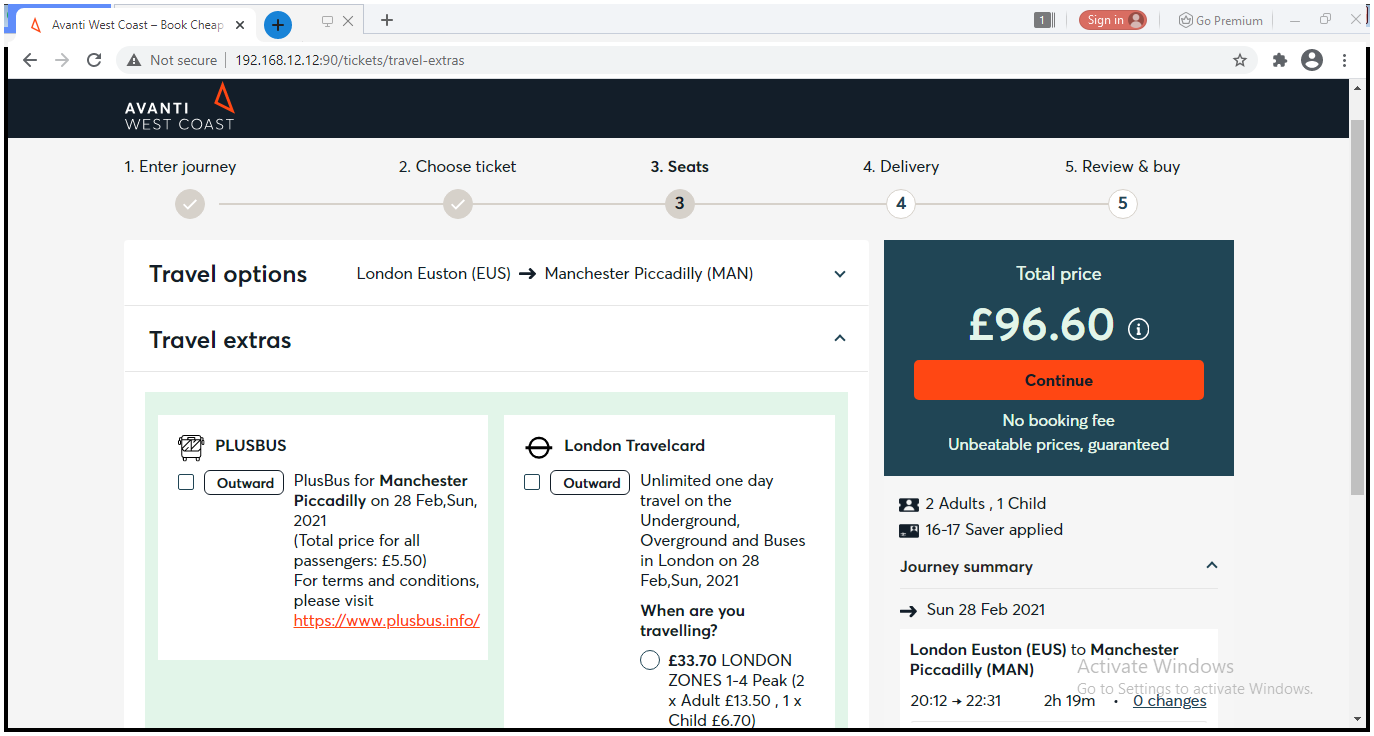 Avanti West Coast – Book Cheap
1
Sign in
Go Premium
Not secure
192.168.12.12:90/tickets/travel-extras
AVANTI
WEST COAST
1. Enter journey
2. Choose ticket
3. Seats
4. Delivery
5. Review & buy
3
4
5
Travel options
London Euston (EUS) → Manchester Piccadilly (MAN)
Travel extras
PLUSBUS
Outward
PlusBus for Manchester
Piccadilly on 28 Feb,Sun,
2021
(Total price for all
passengers: £5.50)
For terms and conditions,
please visit
https://www.plusbus.info/
London Travelcard
Outward
Unlimited one day
travel on the
Underground,
Overground and Buses
in London on 28
Feb,Sun, 2021
When are you
travelling?
£33.70 LONDON
ZONES 1-4 Peak (2
x Adult £13.50 , 1 x
Child £6.70)
Total price
£96.60
Continue
No booking fee
Unbeatable prices, guaranteed
2 Adults , 1 Child
16-17 Saver applied
Journey summary
→ Sun 28 Feb 2021
London Euston (EUS) to Manchester
Piccadilly (MAN)
20:12 → 22:31 2h 19m • 0 changes
Activate Windows
Go to Settings to activate Windows.